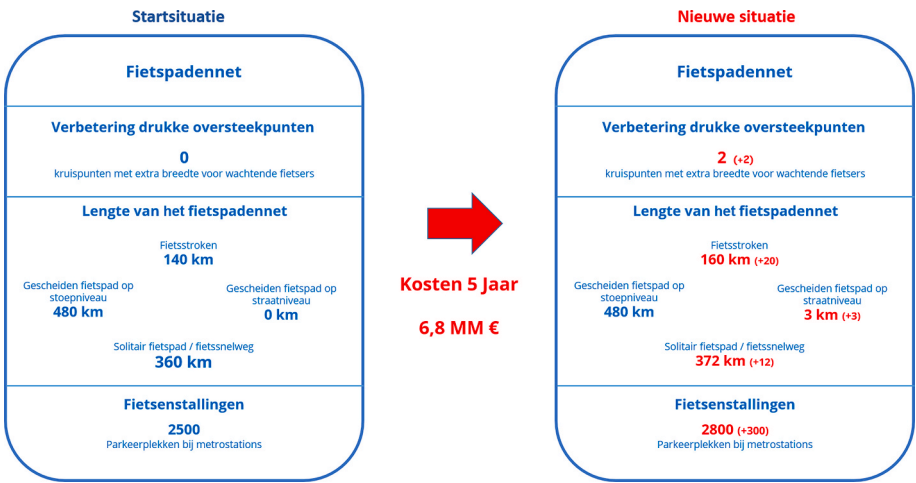 Startsituatie
Fietspadennet
Verbetering drukke oversteekpunten
0
kruispunten met extra breedte voor wachtende fietsers
Lengte van het fietspadennet
Fietsstroken
140 km
Gescheiden fietspad op
stoepniveau
480 km
Gescheiden fietspad op
straatniveau
0 km
Solitair fietspad / fietssnelweg
360 km
Fietsenstallingen
2500
Parkeerplekken bij metrostations
Kosten 5 Jaar
6,8 MM €
Nieuwe situatie
Fietspadennet
Verbetering drukke oversteekpunten
2 (+2)
kruispunten met extra breedte voor wachtende fietsers
Lengte van het fietspadennet
Fietsstroken
160 km (+20)
Gescheiden fietspad op
stoepniveau
480 km
Gescheiden fietspad op
straatniveau
3 km (+3)
Solitair fietspad / fietssnelweg
372 km (+12)
Fietsenstallingen
2800 (+300)
Parkeerplekken bij metrostations